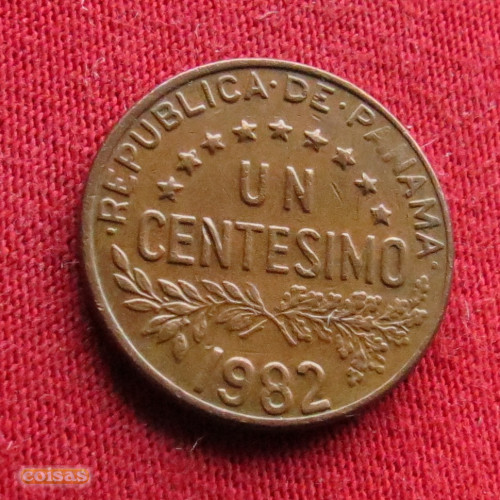 ·REPUBLICA·DE·PANAMA·
UN
CENTESIMO
1982
coisas